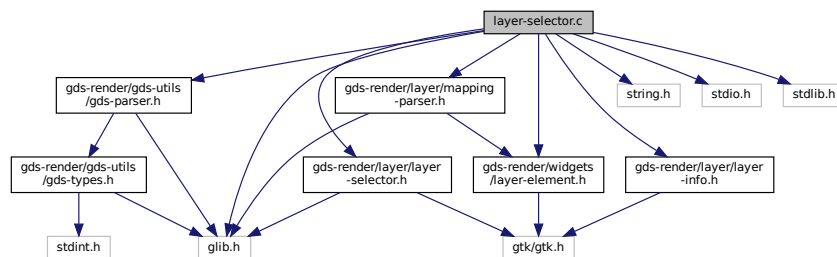 layer-selector.c
gds-render/gds-utils
/gds-parser.h
gds-render/layer/mapping
-parser.h
string.h
stdio.h
stdlib.h
gds-render/gds-utils
/gds-types.h
gds-render/layer/layer
-selector.h
gds-render/widgets
/layer-element.h
gds-render/layer/layer
-info.h
stdint.h
glib.h
gtk/gtk.h